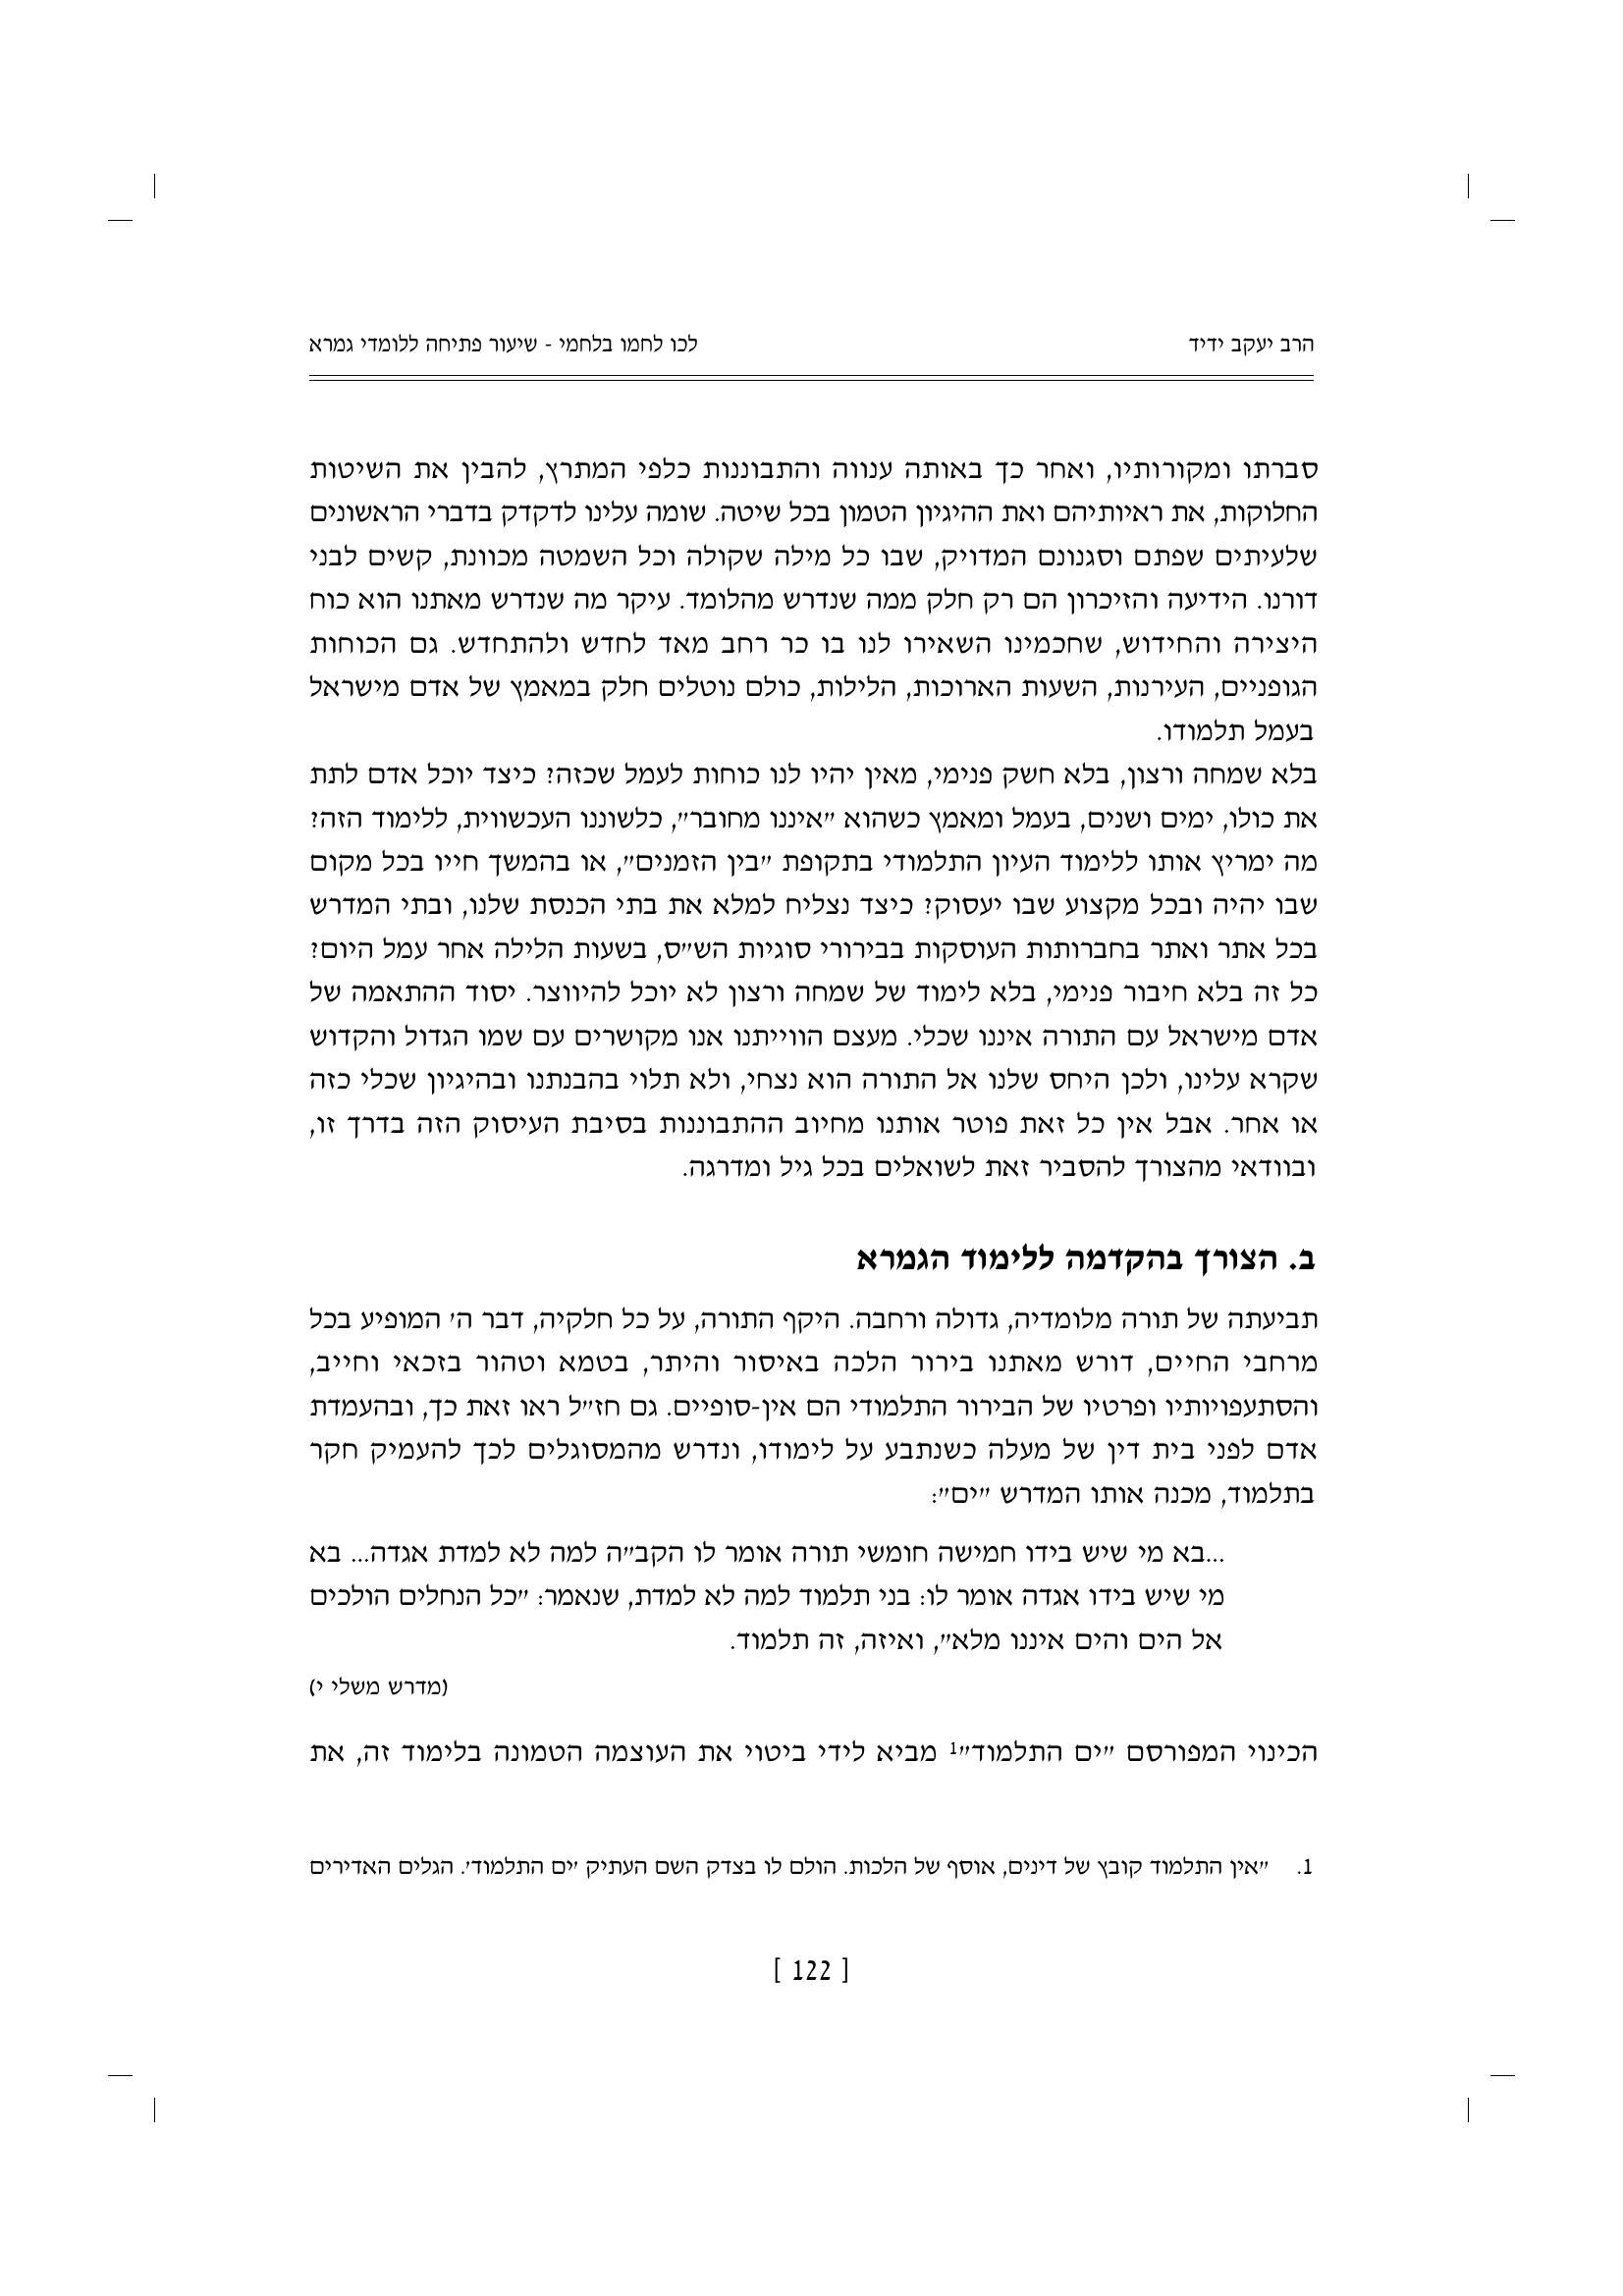 הרב יעקב ידיד
לכו לחמו בלחמי - שיעור פתיחה ללומדי גמרא
סברתו ומקורותיו, ואחר כך באותה ענווה והתבוננות כלפי המתרץ, להבין את השיטות
החלוקות, את ראיותיהם ואת ההיגיון הטמון בכל שיטה. שומה עלינו לדקדק בדברי הראשונים
שלעיתים שפתם וסגנונם המדויק, שבו כל מילה שקולה וכל השמטה מכוונת, קשים לבני
דורנו. הידיעה והזיכרון הם רק חלק ממה שנדרש מהלומד. עיקר מה שנדרש מאתנו הוא כוח
היצירה והחידוש, שחכמינו השאירו לנו בו כר רחב מאד לחדש ולהתחדש. גם הכוחות
הגופניים, העירנות, השעות הארוכות, הלילות, כולם נוטלים חלק במאמץ של אדם מישראל
בעמל תלמודו.
בלא שמחה ורצון, בלא חשק פנימי, מאין יהיו לנו כוחות לעמל שכזה? כיצד יוכל אדם לתת
את כולו, ימים ושנים, בעמל ומאמץ כשהוא "איננו מחובר", כלשוננו העכשווית, ללימוד הזה?
מה ימריץ אותו ללימוד העיון התלמודי בתקופת "בין הזמנים", או בהמשך חייו בכל מקום
שבו יהיה ובכל מקצוע שבו יעסוק? כיצד נצליח למלא את בתי הכנסת שלנו, ובתי המדרש
בכל אתר ואתר בחברותות העוסקות בבירורי סוגיות הש"ס, בשעות הלילה אחר עמל היום?
כל זה בלא חיבור פנימי, בלא לימוד של שמחה ורצון לא יוכל להיווצר. יסוד ההתאמה של
אדם מישראל עם התורה איננו שכלי. מעצם הווייתנו אנו מקושרים עם שמו הגדול והקדוש
שקרא עלינו, ולכן היחס שלנו אל התורה הוא נצחי, ולא תלוי בהבנתנו ובהיגיון שכלי כזה
או אחר. אבל אין כל זאת פוטר אותנו מחיוב ההתבוננות בסיבת העיסוק הזה בדרך זו,
ובוודאי מהצורך להסביר זאת לשואלים בכל גיל ומדרגה.
ב. הצורך בהקדמה ללימוד הגמרא
תביעתה של תורה מלומדיה, גדולה ורחבה. היקף התורה, על כל חלקיה, דבר ה' המופיע בכל
מרחבי החיים, דורש מאתנו בירור הלכה באיסור והיתר, בטמא וטהור בזכאי וחייב,
והסתעפויותיו ופרטיו של הבירור התלמודי הם אין-סופיים. גם חז"ל ראו זאת כך, ובהעמדת
אדם לפני בית דין של מעלה כשנתבע על לימודו, ונדרש מהמסוגלים לכך להעמיק חקר
בתלמוד, מכנה אותו המדרש "ים":
...בא מי שיש בידו חמישה חומשי תורה אומר לו הקב"ה למה לא למדת אגדה... בא
מי שיש בידו אגדה אומר לו: בני תלמוד למה לא למדת, שנאמר: "כל הנחלים הולכים
אל הים והים איננו מלא", ואיזה, זה תלמוד.
(מדרש משלי י)
הכינוי המפורסם "ים התלמוד"1 מביא לידי ביטוי את העוצמה הטמונה בלימוד זה, את
1. "אין התלמוד קובץ של דינים, אוסף של הלכות. הולם לו בצדק השם העתיק 'ים התלמוד'. הגלים האדירים
[ 122 ]